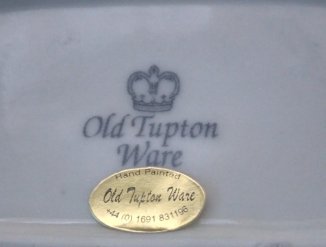 Old Tupton
Ware
Hand Painted
Old Tupton Ware
+44 (0) 1691 831198